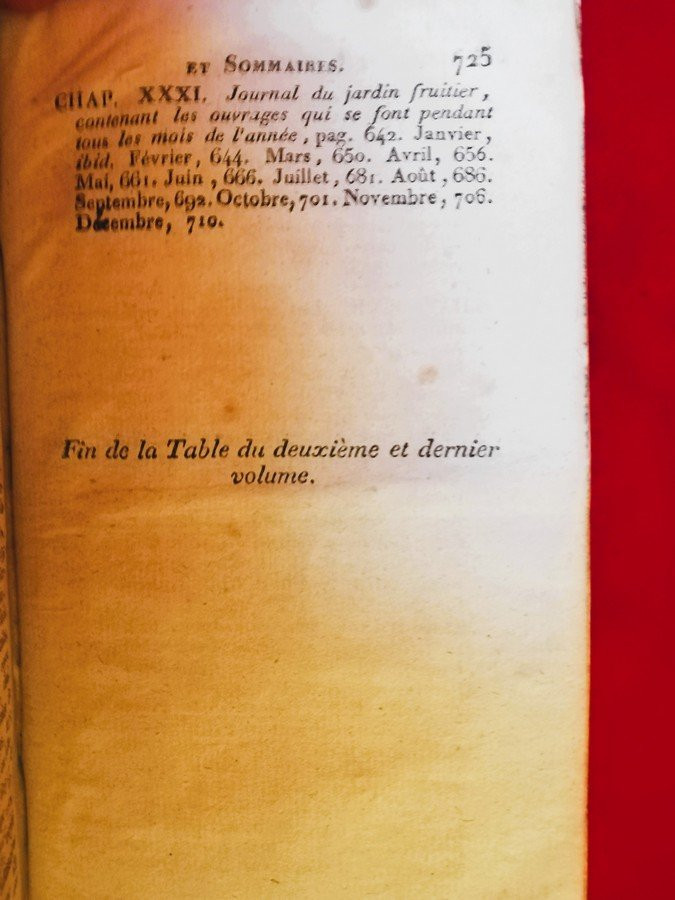 ET SOMMAIRES. 725
CHAP. XXXI. Journal du jardin fruitier,
contenant les ouvrages qui se font pendant
tous les mois de l'année, pag. 642. Janvier,
ibid. Février, 644. Mars, 650. Avril, 656.
Mai, 661. Juin, 666. Juillet, 681. Août, 686.
Septembre, 692. Octobre, 701. Novembre, 706.
Décembre, 710.
Fin de la Table du deuxième et dernier
volume.